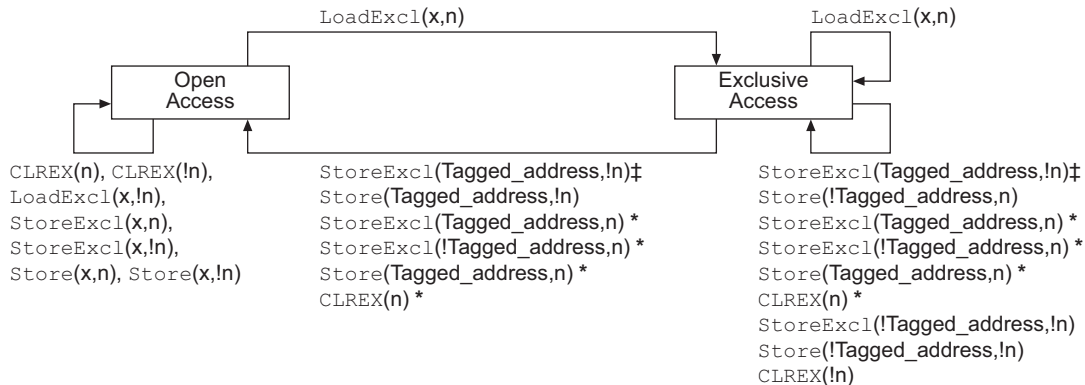 LoadExcl(x,n)
LoadExcl(x,n)
Open
Access
Exclusive
Access
CLREX(n), CLREX(!n),
LoadExcl(x,!n),
StoreExcl(x,n),
StoreExcl(x,!n),
Store(x,n), Store(x,!n)
StoreExcl(Tagged_address,!n)‡
Store(Tagged_address,!n)
StoreExcl(Tagged_address,n) *
StoreExcl(!Tagged_address,n) *
Store(Tagged_address,n) *
CLREX(n) *
StoreExcl(Tagged_address,!n)‡
Store(!Tagged_address,n)
StoreExcl(Tagged_address,n) *
StoreExcl(!Tagged_address,n) *
Store(Tagged_address,n) *
CLREX(n) *
StoreExcl(!Tagged_address,!n)
Store(!Tagged_address,!n)
CLREX(!n)